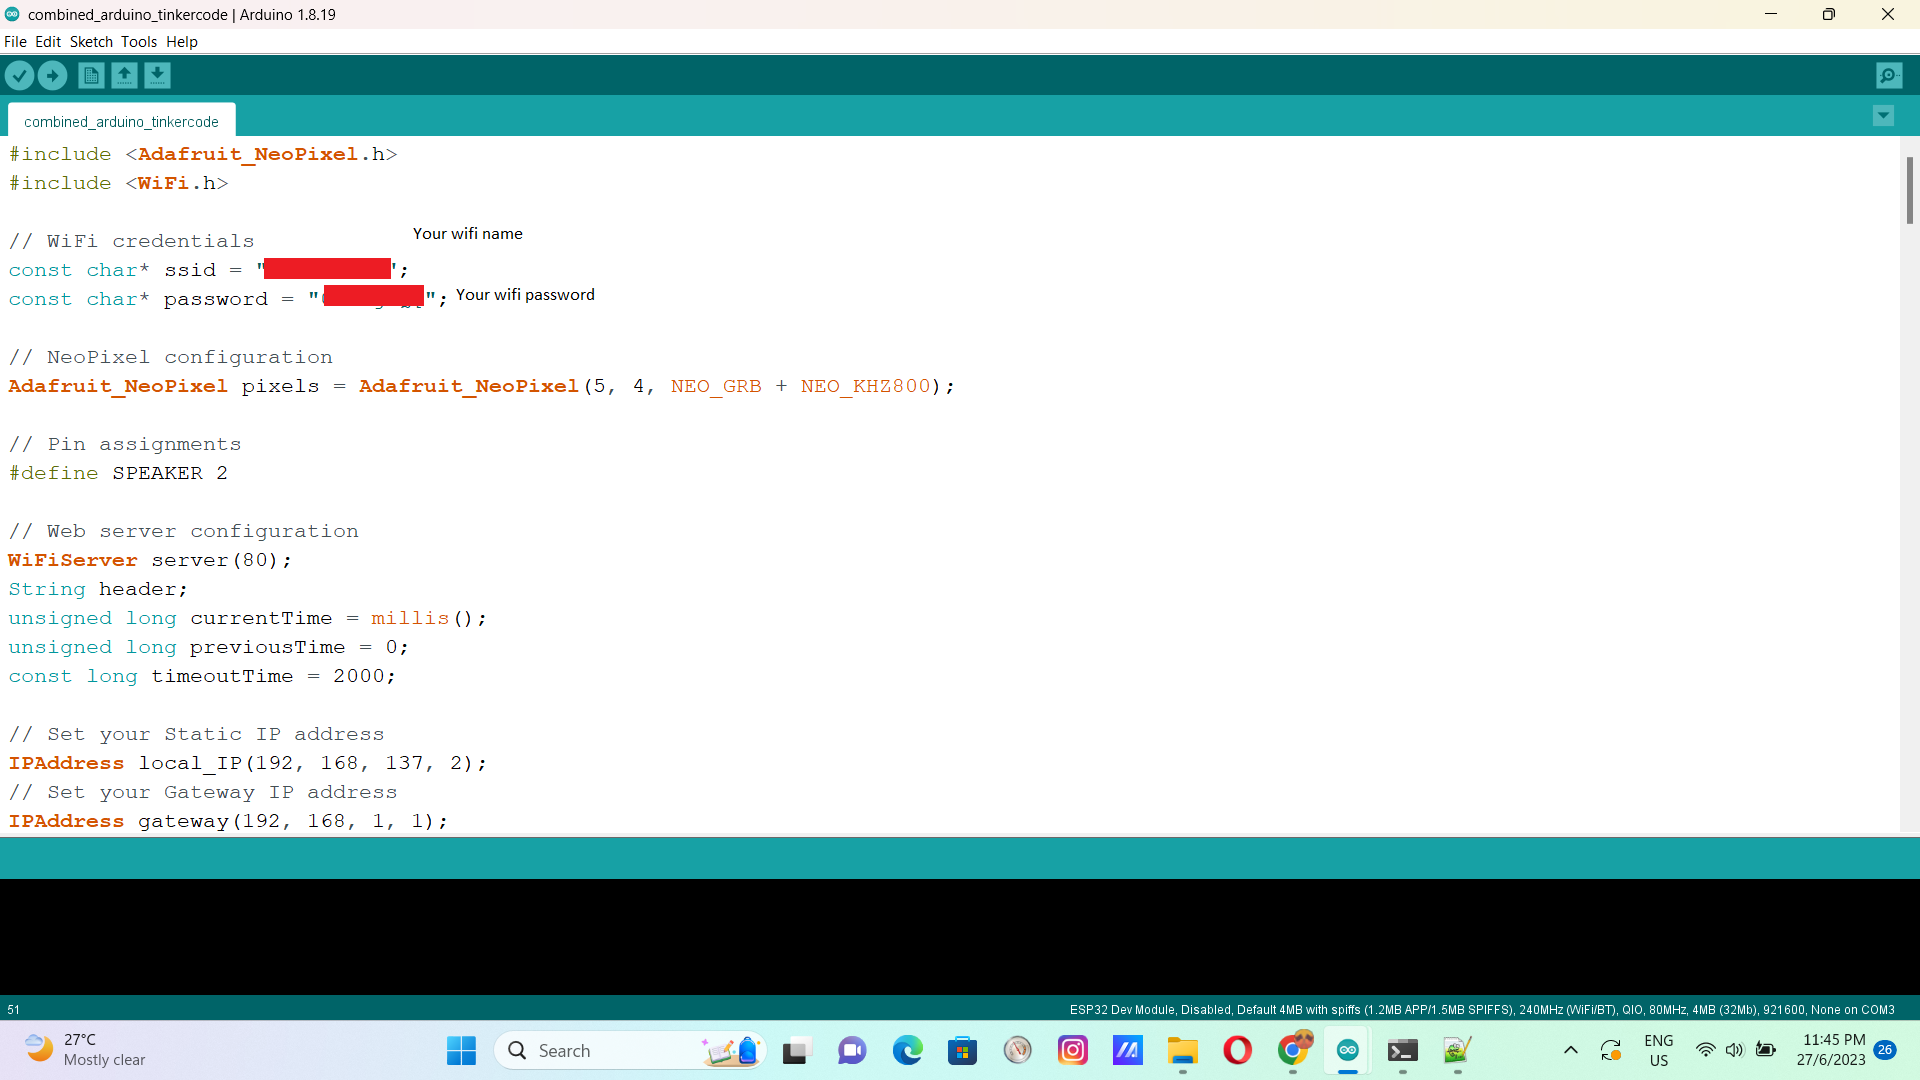 combined_arduino_tinkercode | Arduino 1.8.19
File Edit Sketch Tools Help
combined_arduino_tinkercode
#include <Adafruit_NeoPixel.h>
#include <WiFi.h>
Your wifi name
// WiFi credentials
const char* ssid = "";
const char* password = ""; Your wifi password
// NeoPixel configuration
Adafruit_NeoPixel pixels = Adafruit_NeoPixel(5, 4, NEO_GRB + NEO_KHZ800);
// Pin assignments
#define SPEAKER 2
// Web server configuration
WiFiServer server(80);
String header;
unsigned long currentTime = millis();
unsigned long previousTime = 0;
const long timeoutTime = 2000;
// Set your Static IP address
IPAddress local_IP(192, 168, 137, 2);
// Set your Gateway IP address
IPAddress gateway(192, 168, 1, 1);
51
ESP32 Dev Module, Disabled, Default 4MB with spiffs (1.2MB APP/1.5MB SPIFFS), 240MHz (WiFi/BT), QIO, 80MHz, 4MB (32Mb), 921600, None on COM3
27°C
Mostly clear
Search
ENG
US
11:45 PM
27/6/2023
26